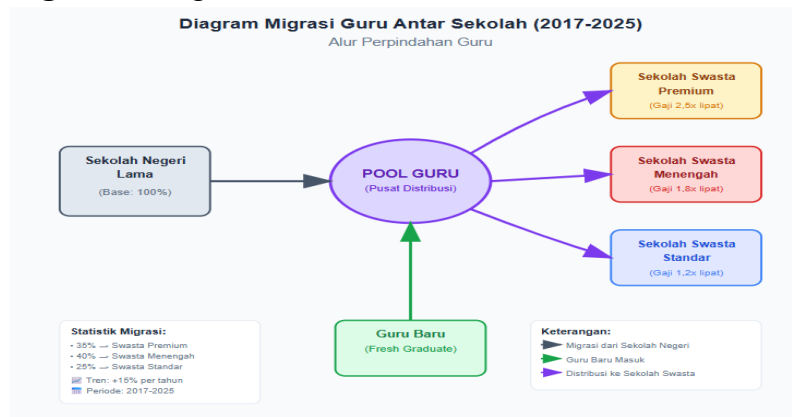 Diagram Migrasi Guru Antar Sekolah (2017-2025)
Alur Perpindahan Guru
Sekolah Swasta
Premium
(Gaji 2,5x lipat)
Sekolah Negeri
Lama
(Base: 100%)
POOL GURU
(Pusat Distribusi)
Sekolah Swasta
Menengah
(Gaji 1,8x lipat)
Sekolah Swasta
Standar
(Gaji 1,2x lipat)
Guru Baru
(Fresh Graduate)
Statistik Migrasi:
• 35% → Swasta Premium
• 40% → Swasta Menengah
• 25% → Swasta Standar
Tren: +15% per tahun
Periode: 2017-2025
Keterangan:
Migrasi dari Sekolah Negeri
Guru Baru Masuk
Distribusi ke Sekolah Swasta